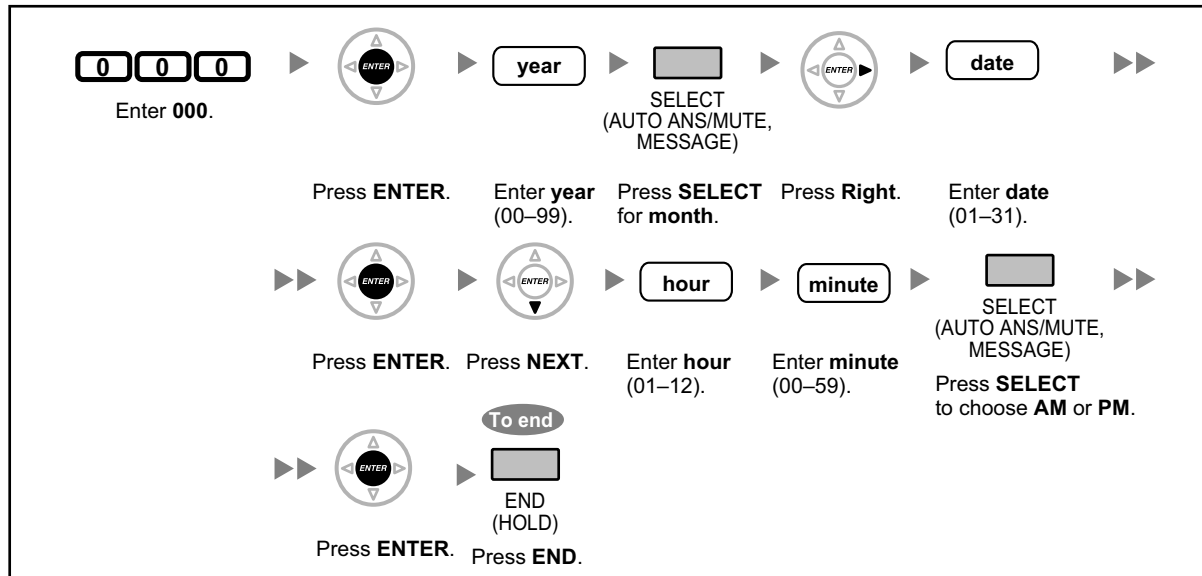 0 0 0
ENTER
year
SELECT
(AUTO ANS/MUTE,
MESSAGE)
ENTER
date
Enter 000.
Press ENTER.
Enter year
(00–99).
Press SELECT
for month.
Press Right.
Enter date
(01–31).
ENTER
ENTER
hour
minute
SELECT
(AUTO ANS/MUTE,
MESSAGE)
Press ENTER.
Press NEXT.
Enter hour
(01–12).
Enter minute
(00–59).
Press SELECT
to choose AM or PM.
To end
ENTER
END
(HOLD)
Press ENTER.
Press END.